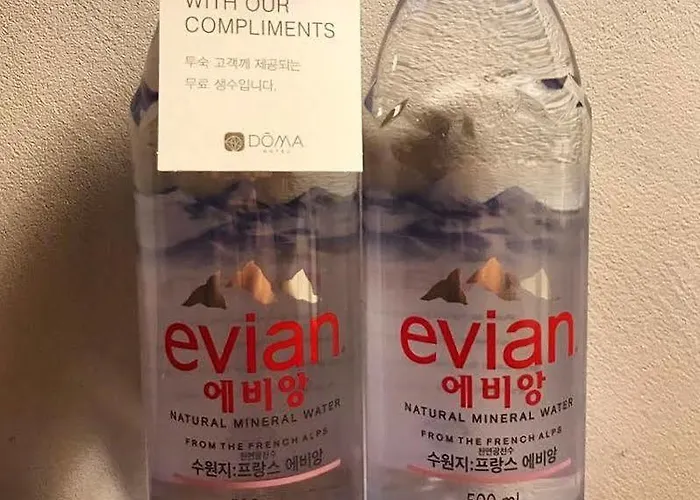 WITH OUR
COMPLIMENTS
투숙 고객께 제공되는
무료 생수입니다.
DŌMA
HOTEL
evian
에비앙
NATURAL MINERAL WATER
FROM THE FRENCH ALPS
천연광천수
수원지:프랑스 에비앙
evian
에비앙
NATURAL MINERAL WATER
FROM THE FRENCH ALPS
천연광천수
수원지:프랑스 에비앙
500 ml